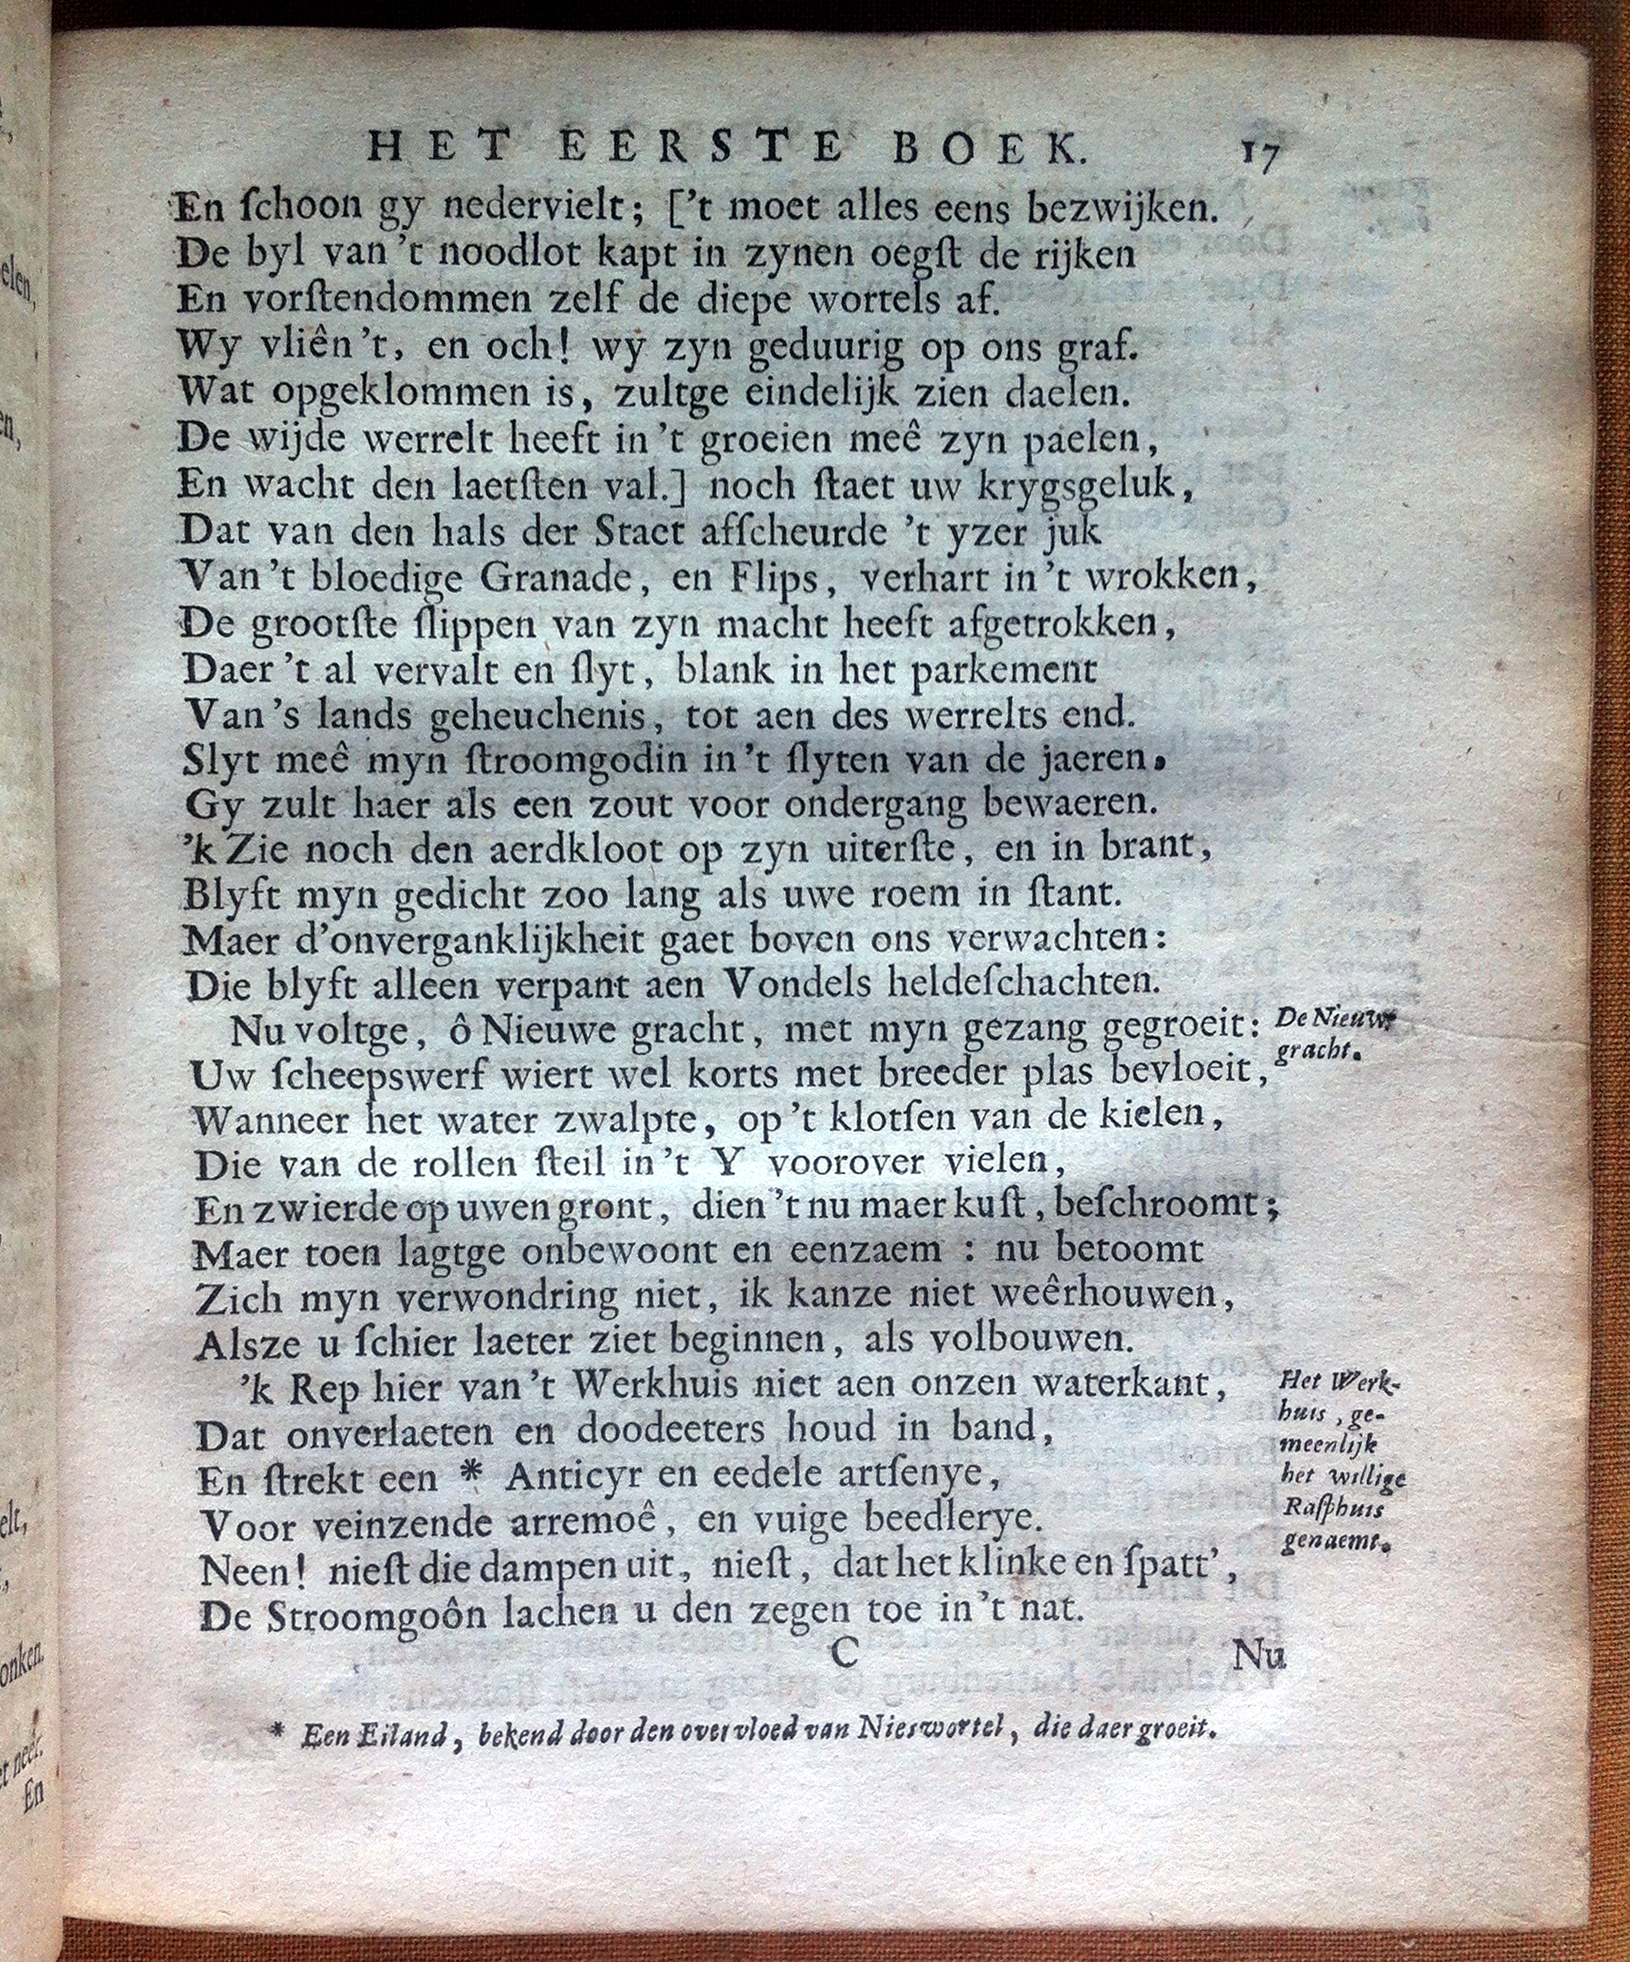 HET EERSTE BOEK. 17
En ſchoon gy nedervielt; ['t moet alles eens bezwijken.
De byl van 't noodlot kapt in zynen oegſt de rijken
En vorſtendommen zelf de diepe wortels af.
Wy vliên 't, en och! wy zyn geduurig op ons graf.
Wat opgeklommen is, zultge eindelijk zien daelen.
De wijde werrelt heeft in 't groeien meê zyn paelen,
En wacht den laetſten val.] noch ſtaet uw krygsgeluk,
Dat van den hals der Staet afſcheurde 't yzer juk
Van 't bloedige Granade, en Flips, verhart in 't wrokken,
De grootſte ſlippen van zyn macht heeft afgetrokken,
Daer 't al vervalt en ſlyt, blank in het parkement
Van 's lands geheuchenis, tot aen des werrelts end.
Slyt meê myn ſtroomgodin in 't ſlyten van de jaeren,
Gy zult haer als een zout voor ondergang bewaeren.
'k Zie noch den aerdkloot op zyn uiterſte, en in brant,
Blyft myn gedicht zoo lang als uwe roem in ſtant.
Maer d'onverganklijkheit gaet boven ons verwachten:
Die blyft alleen verpant aen Vondels heldeſchachten.
Nu voltge, ô Nieuwe gracht, met myn gezang gegroeit:
De Nieuwe
gracht.
Uw ſcheepswerf wiert wel korts met breeder plas bevloeit,
Wanneer het water zwalpte, op 't klotſen van de kielen,
Die van de rollen ſteil in 't Y voorover vielen,
En zwierde op uwen gront, dien 't nu maer kuſt, beſchroomt;
Maer toen lagtge onbewoont en eenzaem : nu betoomt
Zich myn verwondring niet, ik kanze niet weêrhouwen,
Alsze u ſchier laeter ziet beginnen, als volbouwen.
'k Rep hier van 't Werkhuis niet aen onzen waterkant,
Dat onverlaeten en doodeeters houd in band,
En ſtrekt een * Anticyr en eedele artſenye,
Voor veinzende arremoê, en vuige beedlerye.
Neen! nieſt die dampen uit, nieſt, dat het klinke en ſpatt',
De Stroomgoôn lachen u den zegen toe in 't nat.
Het Werk-
huis, ge-
meenlijk
het willige
Raſphuis
genaemt.
C Nu
* Een Eiland, bekend door den overvloed van Nieswortel, die daer groeit.
elen,
en,
elt,
onken.
et neêr.
En